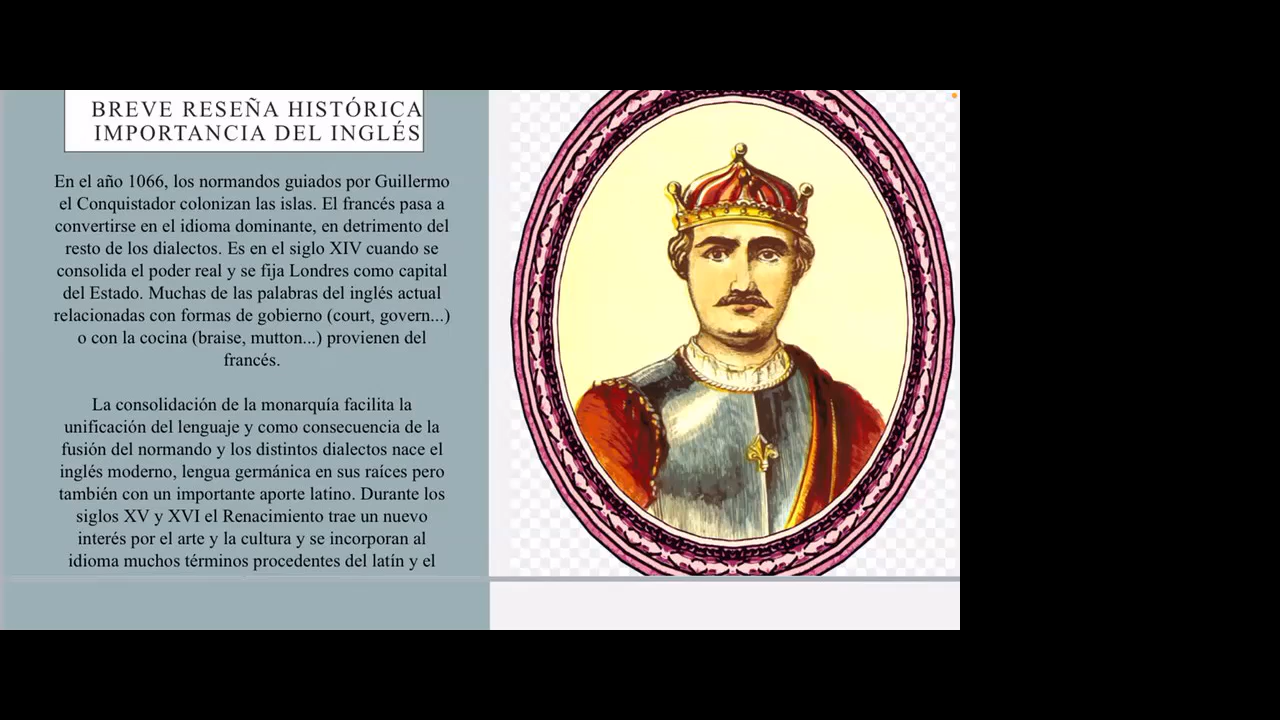 BREVE RESEÑA HISTÓRICA
IMPORTANCIA DEL INGLÉS
En el año 1066, los normandos guiados por Guillermo
el Conquistador colonizan las islas. El francés pasa a
convertirse en el idioma dominante, en detrimento del
resto de los dialectos. Es en el siglo XIV cuando se
consolida el poder real y se fija Londres como capital
del Estado. Muchas de las palabras del inglés actual
relacionadas con formas de gobierno (court, govern...)
o con la cocina (braise, mutton...) provienen del
francés.
La consolidación de la monarquía facilita la
unificación del lenguaje y como consecuencia de la
fusión del normando y los distintos dialectos nace el
inglés moderno, lengua germánica en sus raíces pero
también con un importante aporte latino. Durante los
siglos XV y XVI el Renacimiento trae un nuevo
interés por el arte y la cultura y se incorporan al
idioma muchos términos procedentes del latín y el